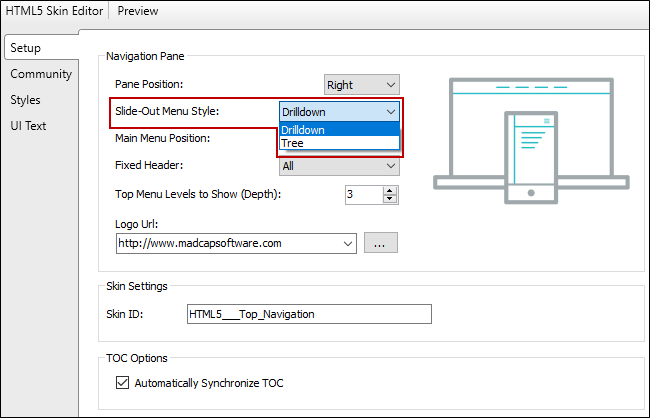 HTML5 Skin Editor Preview
Setup
Community
Styles
UI Text
Navigation Pane
Pane Position: Right
Slide-Out Menu Style: Drilldown
Drilldown
Tree
Main Menu Position:
Fixed Header: All
Top Menu Levels to Show (Depth): 3
Logo Url:
http://www.madcapsoftware.com ...
Skin Settings
Skin ID: HTML5___Top_Navigation
TOC Options
Automatically Synchronize TOC